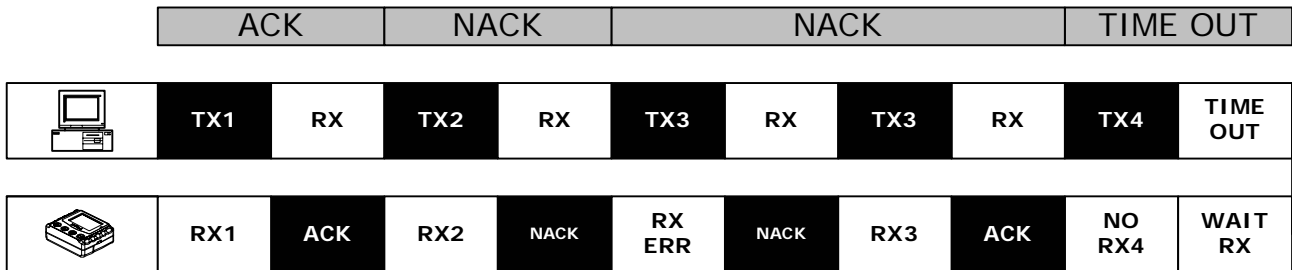 ACK NACK NACK TIME OUT
TX1 RX TX2 RX TX3 RX TX3 RX TX4 TIME OUT
RX1 ACK RX2 NACK RX ERR NACK RX3 ACK NO RX4 WAIT RX